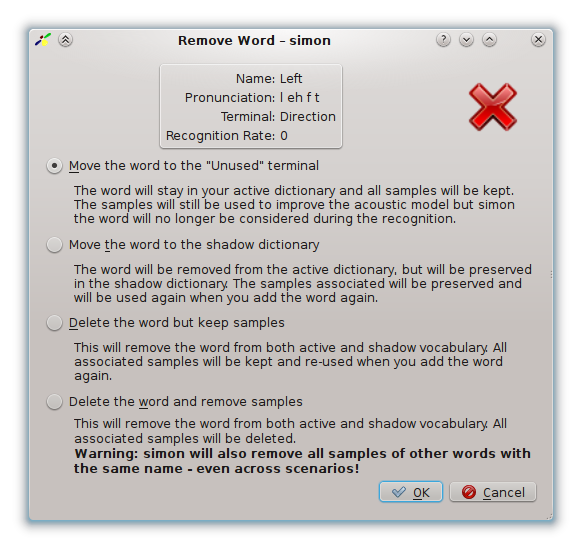 Remove Word – simon
Name: Left
Pronunciation: l eh f t
Terminal: Direction
Recognition Rate: 0
Move the word to the "Unused" terminal
The word will stay in your active dictionary and all samples will be kept.
The samples will still be used to improve the acoustic model but simon
the word will no longer be considered during the recognition.
Move the word to the shadow dictionary
The word will be removed from the active dictionary, but will be preserved
in the shadow dictionary. The samples associated will be preserved and
will be used again when you add the word again.
Delete the word but keep samples
This will remove the word from both active and shadow vocabulary. All
associated samples will be kept and re-used when you add the word
again.
Delete the word and remove samples
This will remove the word from both active and shadow vocabulary. All
associated samples will be deleted.
Warning: simon will also remove all samples of other words with
the same name - even across scenarios!
OK Cancel